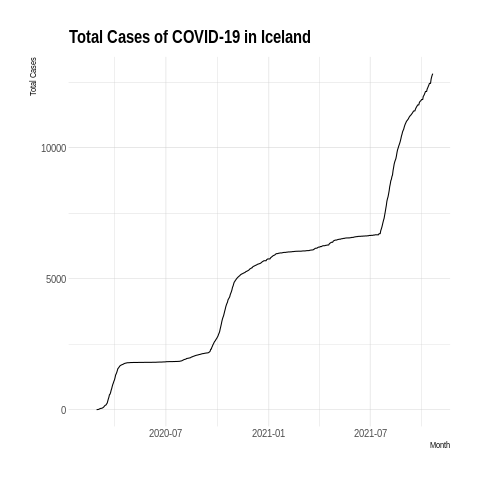 Total Cases of COVID-19 in Iceland
Total Cases
10000
5000
0
2020-07 2021-01 2021-07
Month